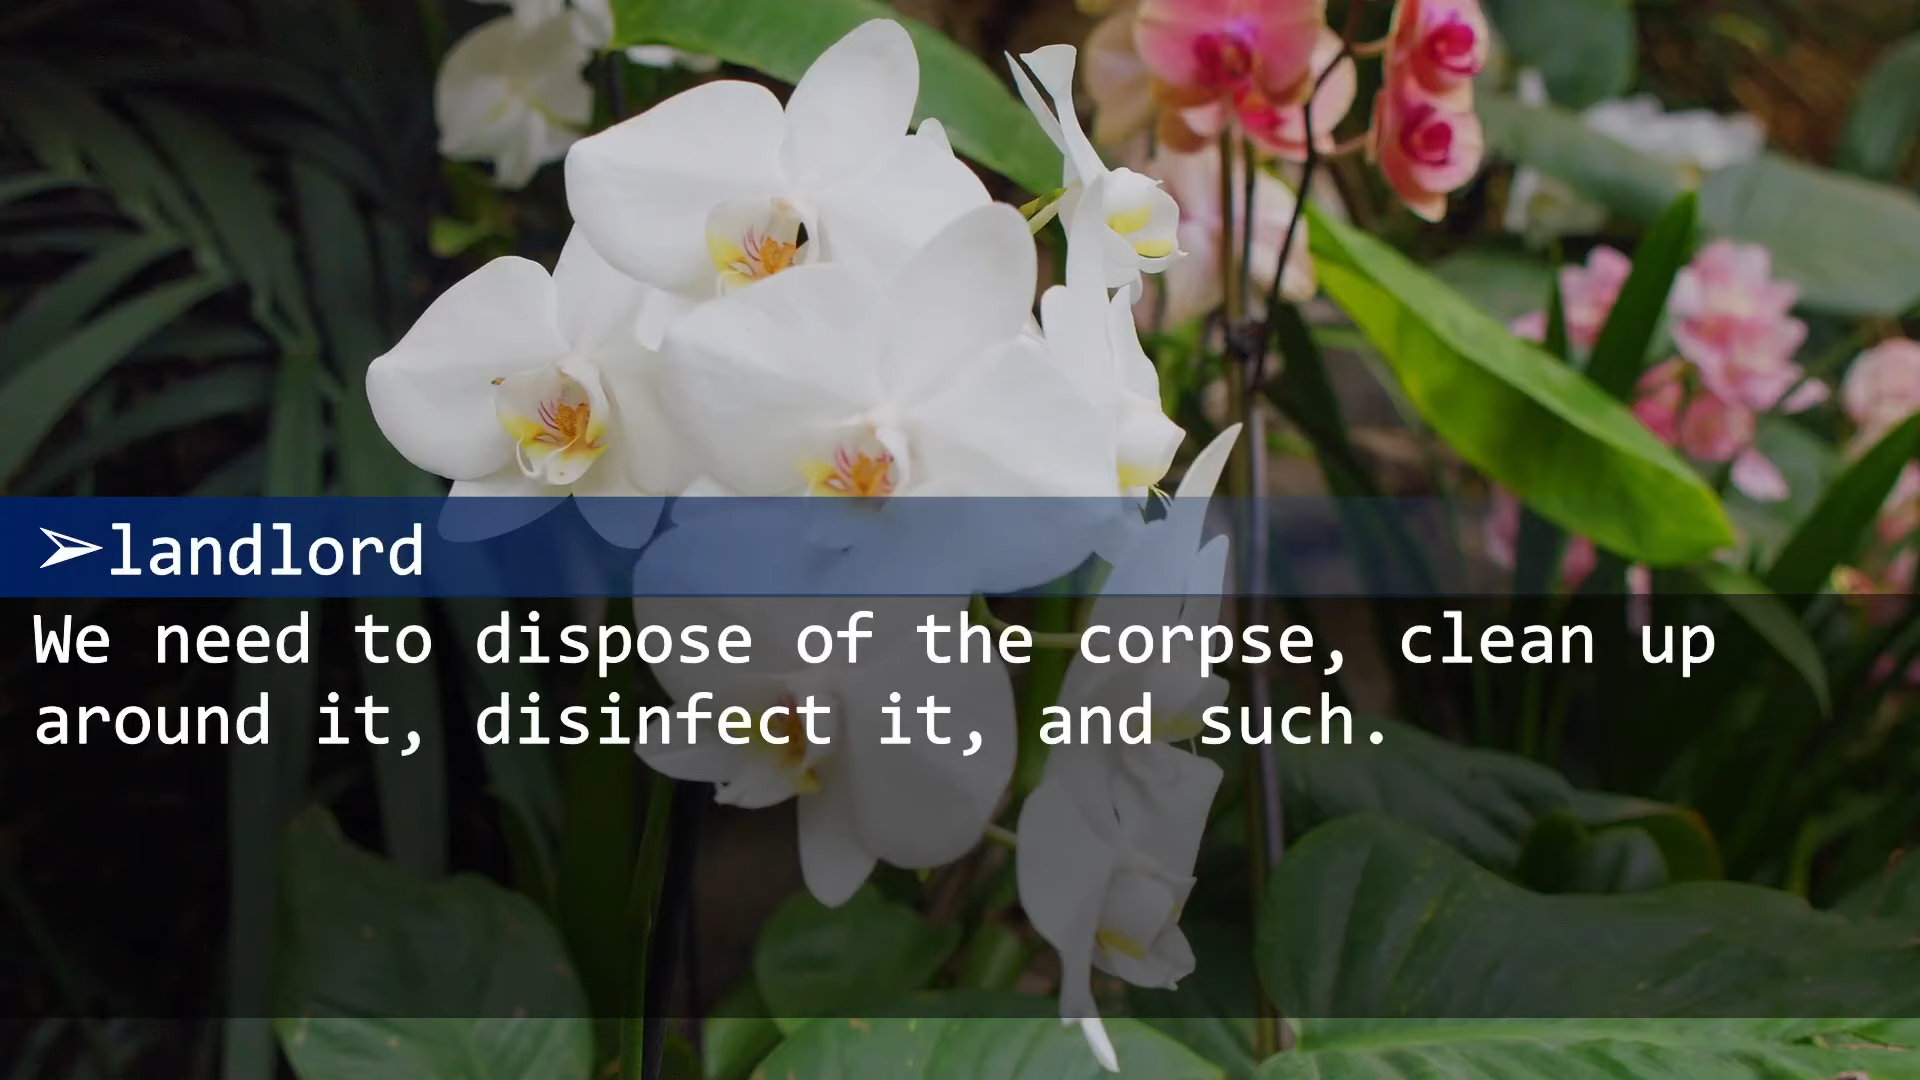 ➢landlord
We need to dispose of the corpse, clean up
around it, disinfect it, and such.